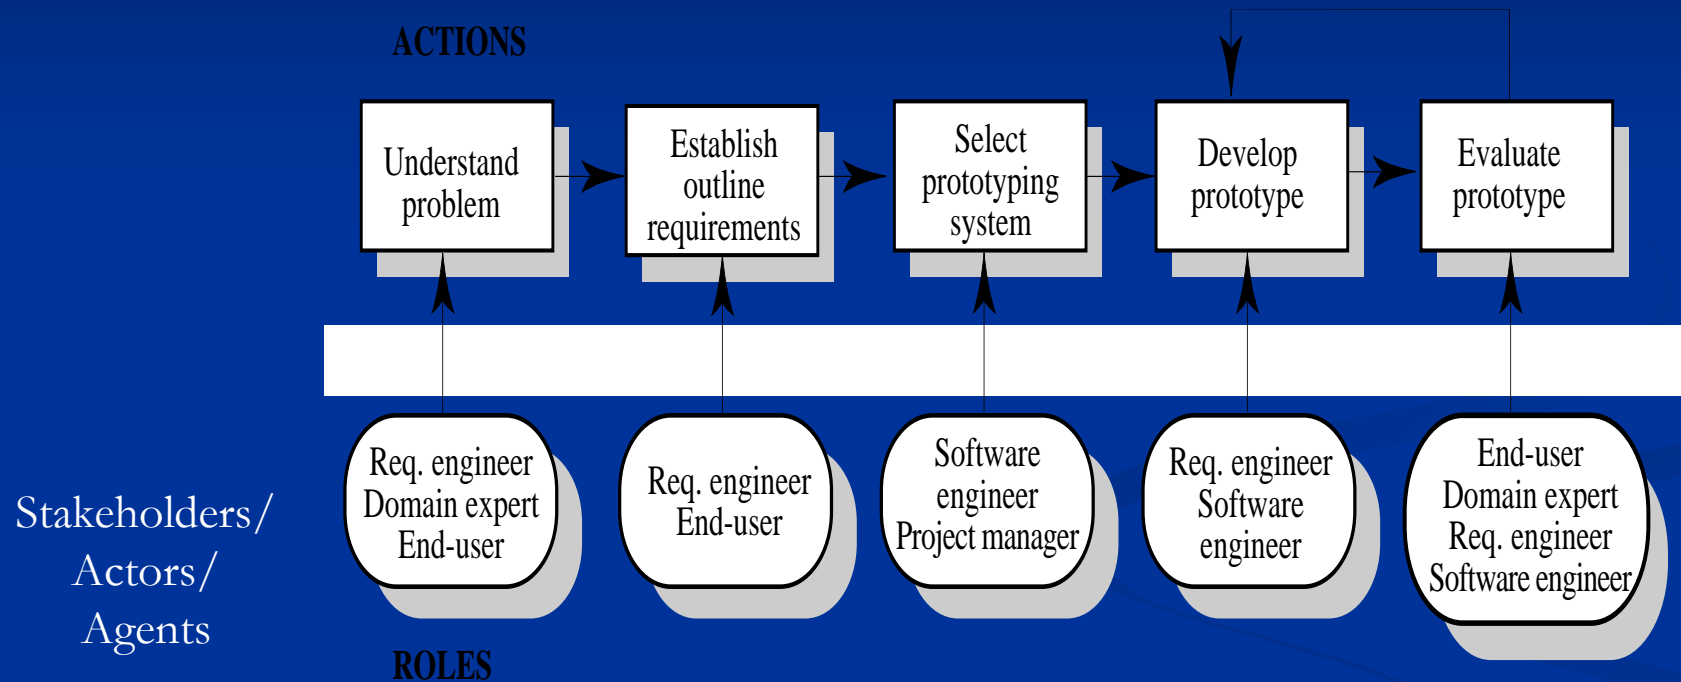 ACTIONS
Understand
problem
Establish
outline
requirements
Select
prototyping
system
Develop
prototype
Evaluate
prototype
Req. engineer
Domain expert
End-user
Req. engineer
End-user
Software
engineer
Project manager
Req. engineer
Software
engineer
End-user
Domain expert
Req. engineer
Software engineer
Stakeholders/
Actors/
Agents
ROLES